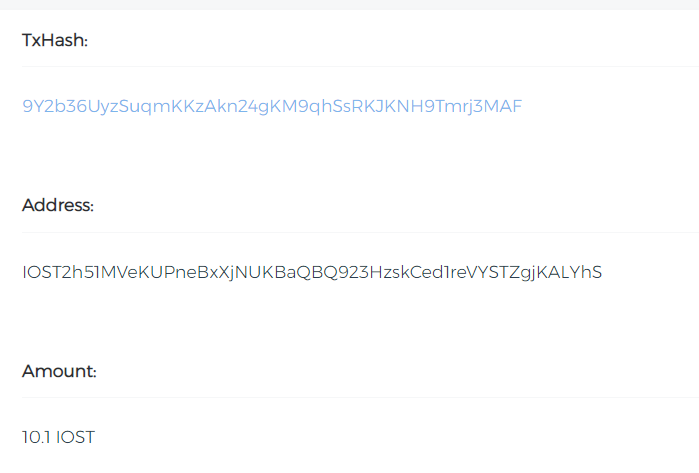 TxHash:
9Y2b36UyzSuqmKKzAkn24gKM9qhSsRKJKNH9Tmrj3MAF
Address:
IOST2h51MVeKUPneBxXjNUKBaQBQ923HzskCed1reVYSTZgjKALYhS
Amount:
10.1 IOST